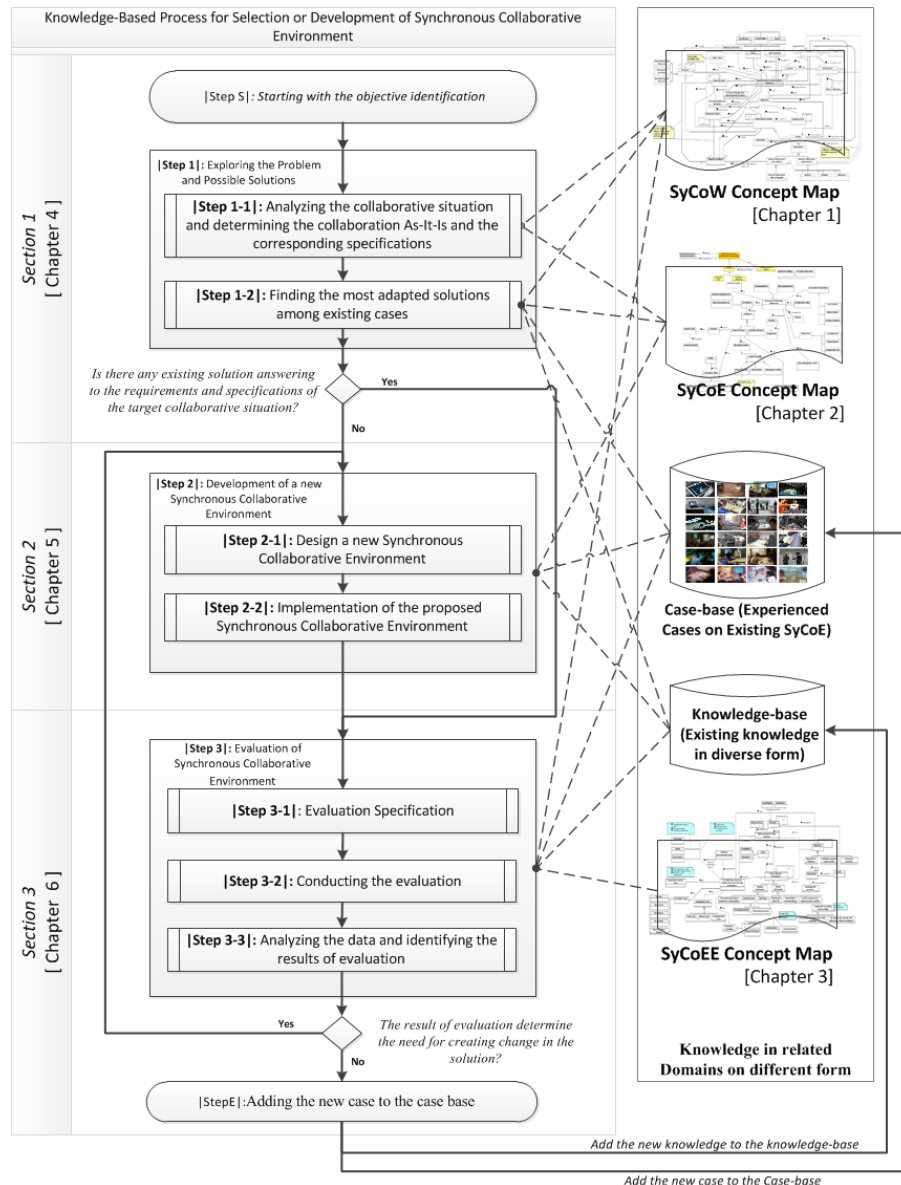 Knowledge-Based Process for Selection or Development of Synchronous Collaborative
Environment
Section 1
[ Chapter 4]
|Step S|: Starting with the objective identification
|Step 1|: Exploring the Problem
and Possible Solutions
|Step 1-1|: Analyzing the collaborative situation
and determining the collaboration As-It-Is and the
corresponding specifications
|Step 1-2|: Finding the most adapted solutions
among existing cases
Is there any existing solution answering
to the requirements and specifications of
the target collaborative situation?
Yes
No
Section 2
[ Chapter 5]
|Step 2|: Development of a new
Synchronous Collaborative
Environment
|Step 2-1|: Design a new Synchronous
Collaborative Environment
|Step 2-2|: Implementation of the proposed
Synchronous Collaborative Environment
Section 3
[ Chapter 6]
|Step 3|: Evaluation of
Synchronous Collaborative
Environment
|Step 3-1|: Evaluation Specification
|Step 3-2|: Conducting the evaluation
|Step 3-3|: Analyzing the data and identifying the
results of evaluation
Yes
The result of evaluation determine
the need for creating change in the
solution?
No
|StepE|:Adding the new case to the case base
SyCoW Concept Map
[Chapter 1]
SyCoE Concept Map
[Chapter 2]
Case-base (Experienced
Cases on Existing SyCoE)
Knowledge-base
(Existing knowledge
in diverse form)
SyCoEE Concept Map
[Chapter 3]
Knowledge in related
Domains on different form
Add the new knowledge to the knowledge-base
Add the new case to the Case-base